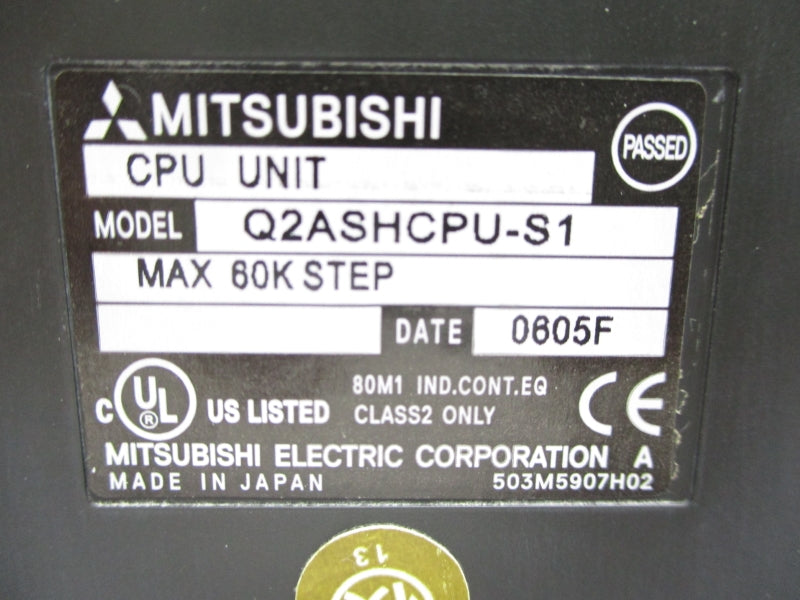 MITSUBISHI
PASSED
CPU UNIT
MODEL Q2ASHCPU-S1
MAX 60K STEP
DATE 0605F
C UL ® US LISTED
80M1 IND.CONT.EQ
CLASS2 ONLY
CE
MITSUBISHI ELECTRIC CORPORATION A
MADE IN JAPAN 503M5907H02
13